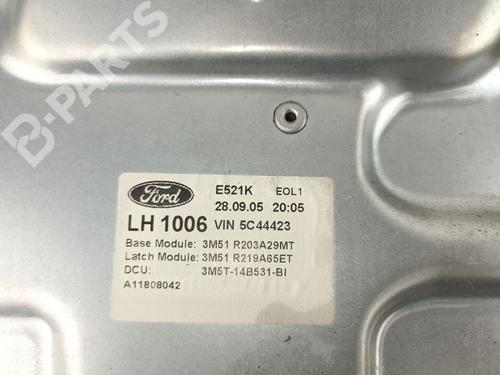 B-PARTS
Ford E521K EOL1
28.09.05 20:05
LH 1006 VIN 5C44423
Base Module: 3M51 R203A29MT
Latch Module: 3M51 R219A65ET
DCU: 3M5T-14B531-BI
A11808042